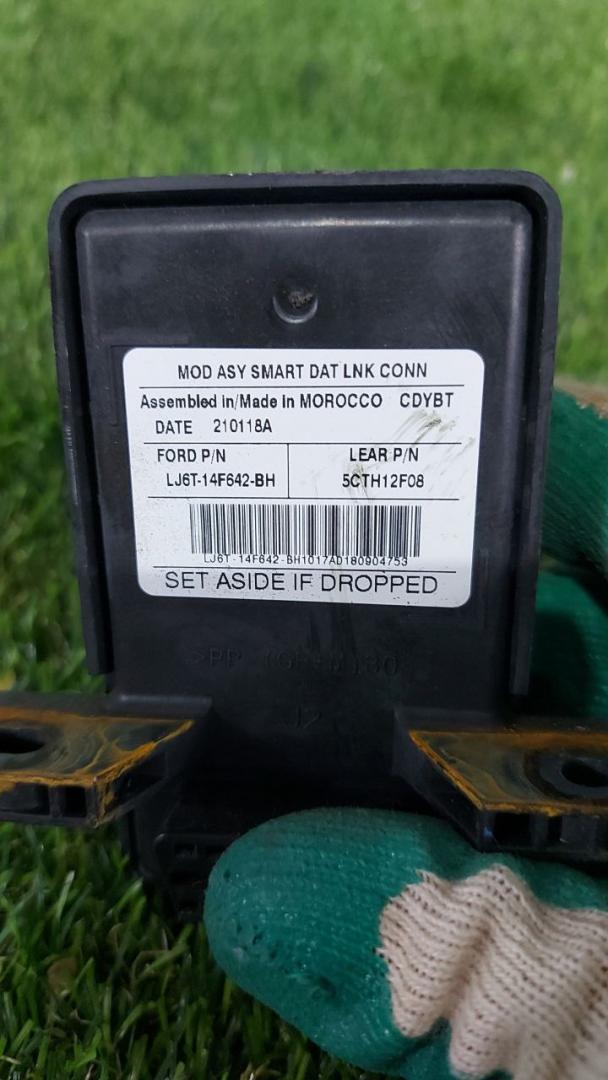 MOD ASY SMART DAT LNK CONN
Assembled in/Made in MOROCCO CDYBT
DATE 210118A
FORD P/N LEAR P/N
LJ6T-14F642-BH 5CTH12F08
LJ6T-14F642-BH1017AD180904753
SET ASIDE IF DROPPED